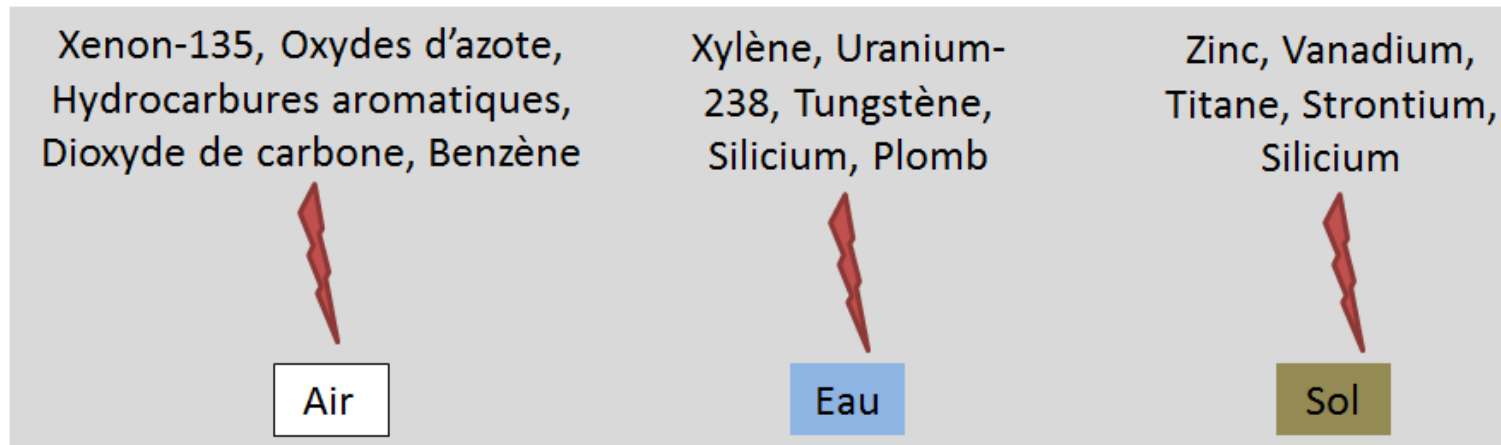 Xenon-135, Oxydes d’azote,
Hydrocarbures aromatiques,
Dioxyde de carbone, Benzène
Xylène, Uranium-
238, Tungstène,
Silicium, Plomb
Zinc, Vanadium,
Titane, Strontium,
Silicium
Air
Eau
Sol